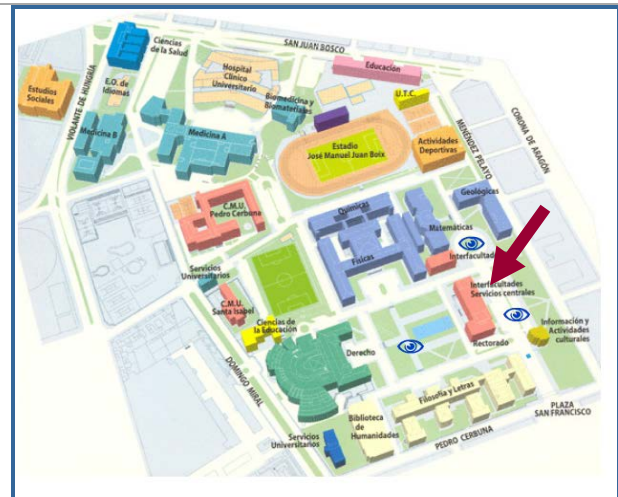 SAN JUAN BOSCO
Ciencias
de la Salud
Educación
Hospital
Clínico
Universitario
Estudios
Sociales
E.O. de
Idiomas
VIOLANTE DE HUNGRÍA
Biomedicina y
Biomateriales
U.T.C.
CORONA DE ARAGÓN
MENÉNDEZ PELAYO
Medicina B
Medicina A
Estadio
José Manuel Juan Boix
Actividades
Deportivas
Geológicas
C.M.U.
Pedro Cerbuna
Químicas
Matemáticas
Físicas
Interfacultades
Servicios
Universitarios
Interfacultades
Servicios centrales
C.M.U.
Santa Isabel
Ciencias de
la Educación
Información y
Actividades
culturales
Rectorado
Derecho
DOMINGO MIRAL
Filosofía y Letras
PLAZA
SAN FRANCISCO
Biblioteca
de
Humanidades
PEDRO CERBUNA
Servicios
Universitarios